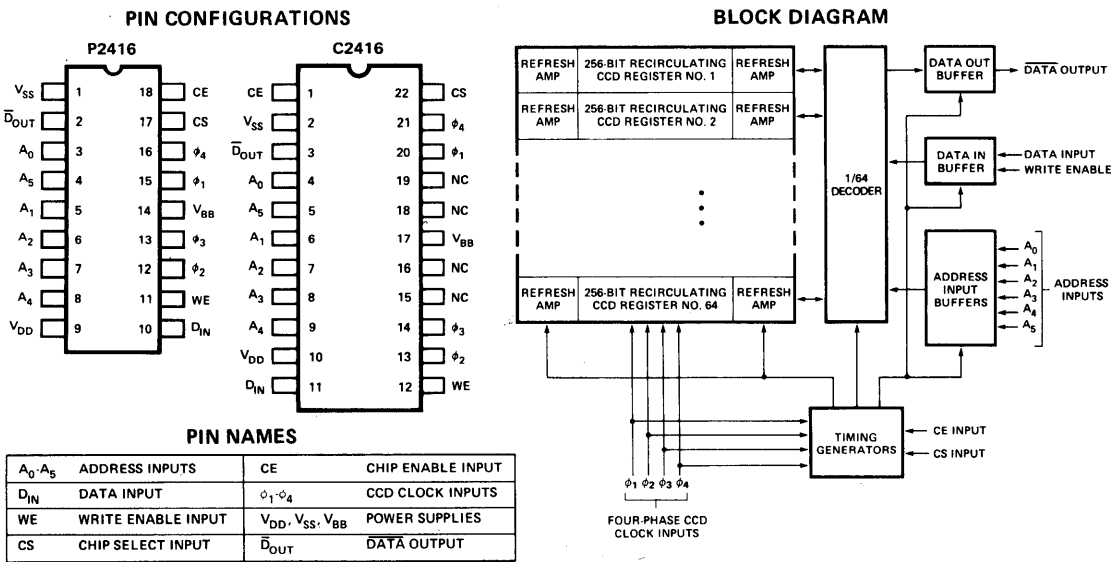 PIN CONFIGURATIONS
P2416
V_SS 1 18 CE
D̅_OUT 2 17 CS
A_0 3 16 ϕ_4
A_5 4 15 ϕ_1
A_1 5 14 V_BB
A_2 6 13 ϕ_3
A_3 7 12 ϕ_2
A_4 8 11 WE
V_DD 9 10 D_IN
C2416
CE 1 22 CS
V_SS 2 21 ϕ_4
D̅_OUT 3 20 ϕ_1
A_0 4 19 NC
A_5 5 18 NC
A_1 6 17 V_BB
A_2 7 16 NC
A_3 8 15 NC
A_4 9 14 ϕ_3
V_DD 10 13 ϕ_2
D_IN 11 12 WE
PIN NAMES
A_0-A_5 ADDRESS INPUTS CE CHIP ENABLE INPUT
D_IN DATA INPUT ϕ_1-ϕ_4 CCD CLOCK INPUTS
WE WRITE ENABLE INPUT V_DD, V_SS, V_BB POWER SUPPLIES
CS CHIP SELECT INPUT D̅_OUT D̅A̅T̅A̅ OUTPUT
BLOCK DIAGRAM
REFRESH
AMP
256-BIT RECIRCULATING
CCD REGISTER NO. 1
REFRESH
AMP
REFRESH
AMP
256-BIT RECIRCULATING
CCD REGISTER NO. 2
REFRESH
AMP
REFRESH
AMP
256-BIT RECIRCULATING
CCD REGISTER NO. 64
REFRESH
AMP
1/64
DECODER
DATA OUT
BUFFER
D̅A̅T̅A̅ OUTPUT
DATA IN
BUFFER
DATA INPUT
WRITE ENABLE
ADDRESS
INPUT
BUFFERS
A_0
A_1
A_2
A_3
A_4
A_5
ADDRESS
INPUTS
TIMING
GENERATORS
CE INPUT
CS INPUT
ϕ_1 ϕ_2 ϕ_3 ϕ_4
FOUR-PHASE CCD
CLOCK INPUTS